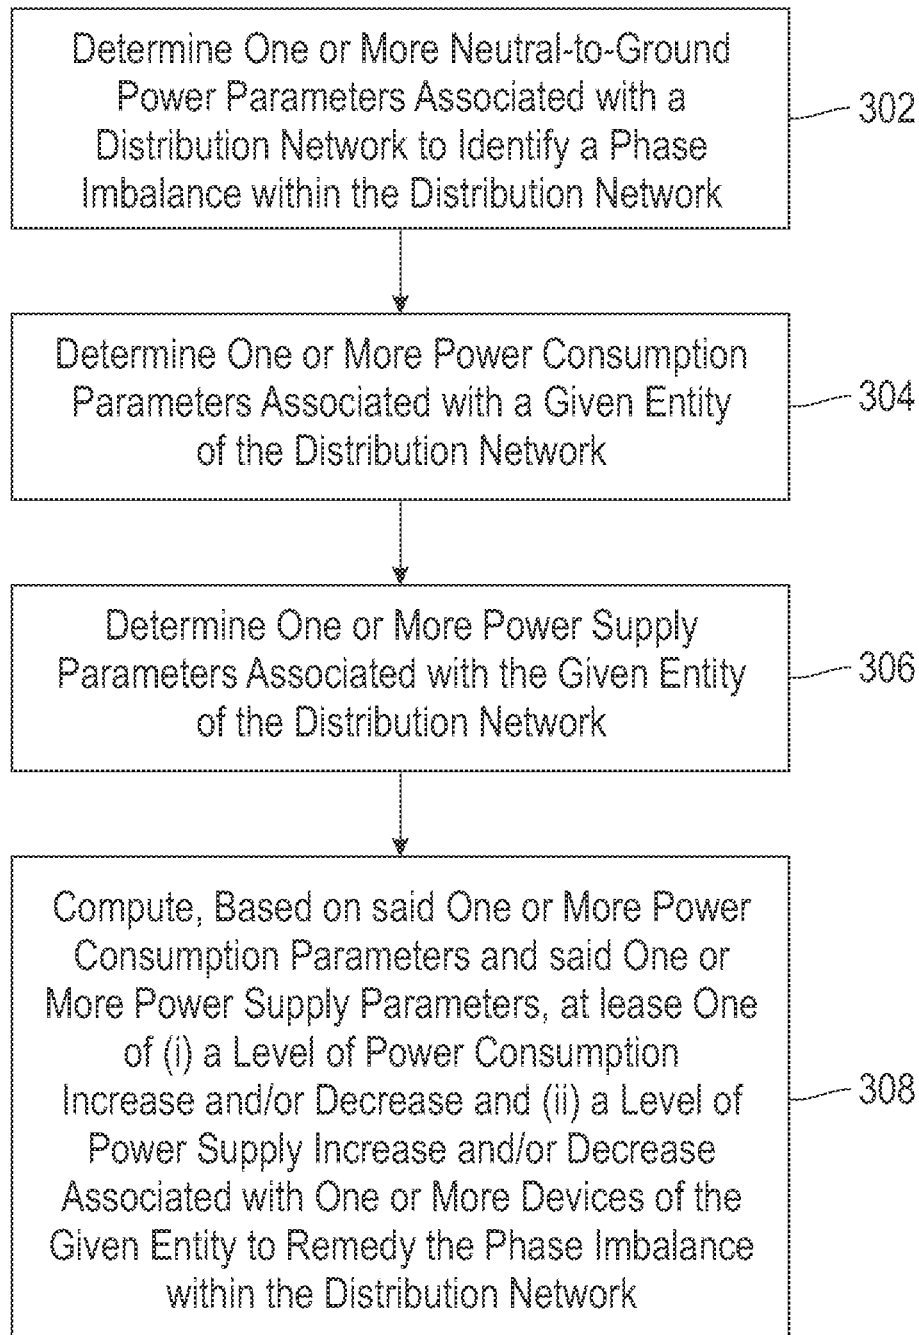 Determine One or More Neutral-to-Ground
Power Parameters Associated with a
Distribution Network to Identify a Phase
Imbalance within the Distribution Network
302
Determine One or More Power Consumption
Parameters Associated with a Given Entity
of the Distribution Network
304
Determine One or More Power Supply
Parameters Associated with the Given Entity
of the Distribution Network
306
Compute, Based on said One or More Power
Consumption Parameters and said One or
More Power Supply Parameters, at lease One
of (i) a Level of Power Consumption
Increase and/or Decrease and (ii) a Level of
Power Supply Increase and/or Decrease
Associated with One or More Devices of the
Given Entity to Remedy the Phase Imbalance
within the Distribution Network
308